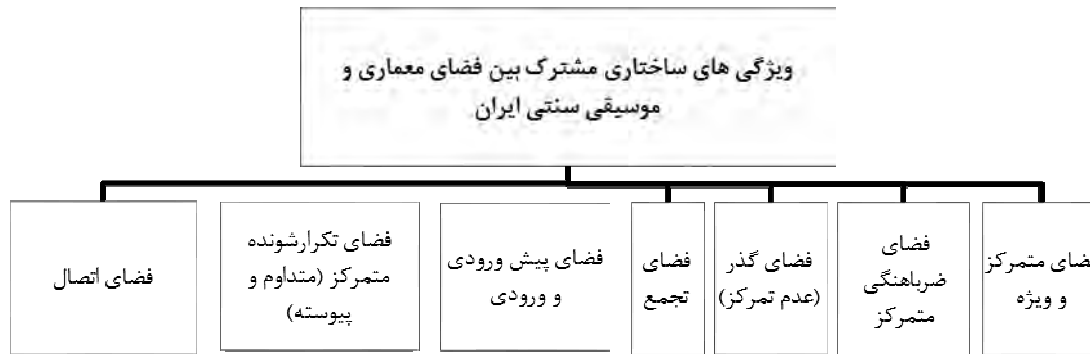 ویژگی های ساختاری مشترک بین فضای معماری و
موسیقی سنتی ایران
ضای متمرکز
و ویژه
فضای
ضرباهنگی
متمرکز
فضای گذر
(عدم تمرکز)
فضای
تجمع
فضای پیش ورودی
و ورودی
فضای تکرارشونده
متمرکز (متداوم و
پیوسته)
فضای اتصال